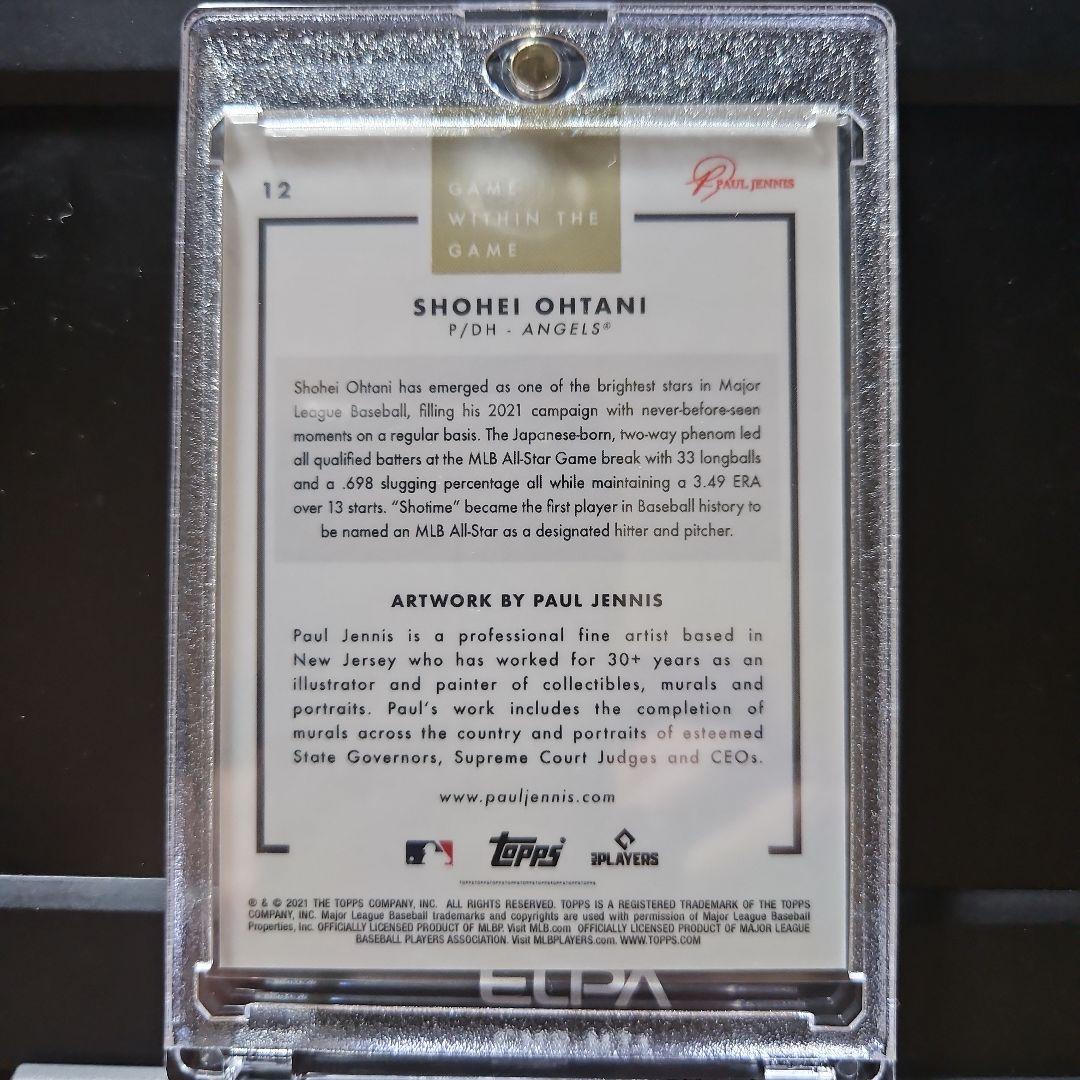 12
GAME
WITHIN THE
GAME
PAUL JENNIS
SHOHEI OHTANI
P/DH - ANGELS®
Shohei Ohtani has emerged as one of the brightest stars in Major
League Baseball, filling his 2021 campaign with never-before-seen
moments on a regular basis. The Japanese-born, two-way phenom led
all qualified batters at the MLB All-Star Game break with 33 longballs
and a .698 slugging percentage all while maintaining a 3.49 ERA
over 13 starts. “Shotime” became the first player in Baseball history to
be named an MLB All-Star as a designated hitter and pitcher.
ARTWORK BY PAUL JENNIS
Paul Jennis is a professional fine artist based in
New Jersey who has worked for 30+ years as an
illustrator and painter of collectibles, murals and
portraits. Paul’s work includes the completion of
murals across the country and portraits of esteemed
State Governors, Supreme Court Judges and CEOs.
www.pauljennis.com
topps® PLAYERS
® & © 2021 THE TOPPS COMPANY, INC. ALL RIGHTS RESERVED. TOPPS IS A REGISTERED TRADEMARK OF THE TOPPS
COMPANY, INC. Major League Baseball trademarks and copyrights are used with permission of Major League Baseball
Properties, Inc. OFFICIALLY LICENSED PRODUCT OF MLBP. Visit MLB.com OFFICIALLY LICENSED PRODUCT OF MAJOR LEAGUE
BASEBALL PLAYERS ASSOCIATION. Visit MLBPLAYERS.com. WWW.TOPPS.COM
ELPA